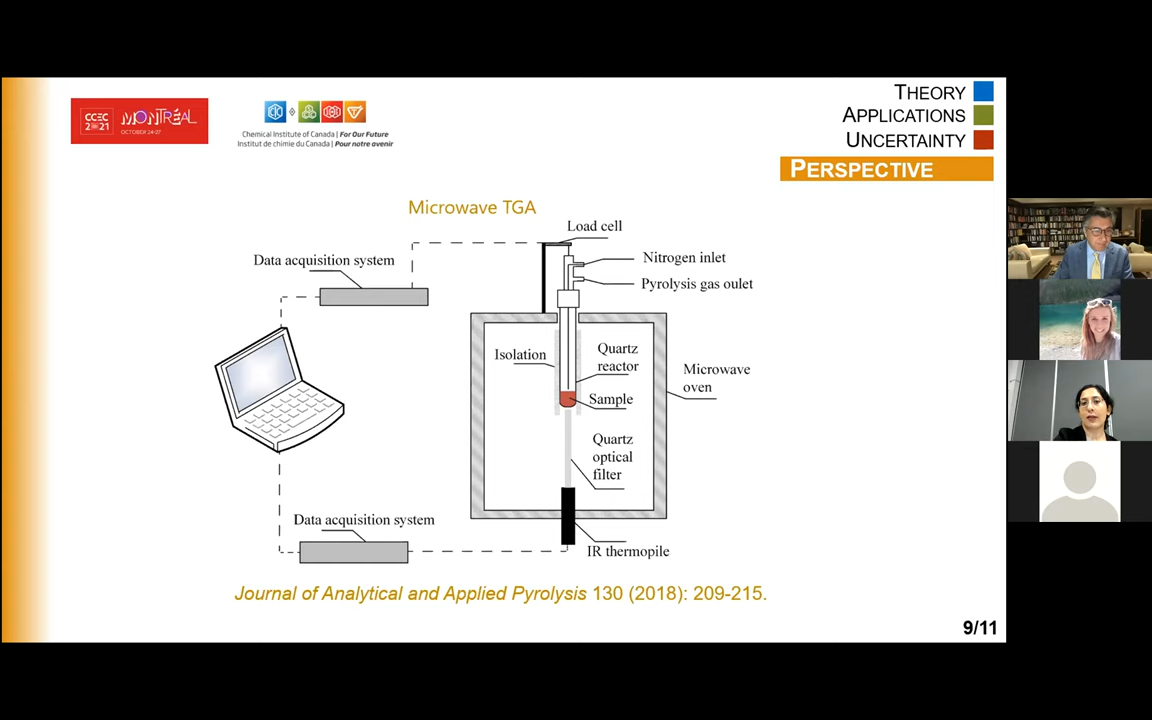 THEORY
APPLICATIONS
UNCERTAINTY
PERSPECTIVE
CCEC
2021
MONTRÉAL
OCTOBER 24-27
Chemical Institute of Canada | For Our Future
Institut de chimie du Canada | Pour notre avenir
Microwave TGA
Load cell
Data acquisition system
Nitrogen inlet
Pyrolysis gas oulet
Isolation
Quartz
reactor
Microwave
oven
Sample
Quartz
optical
filter
Data acquisition system
IR thermopile
Journal of Analytical and Applied Pyrolysis 130 (2018): 209-215.
9/11